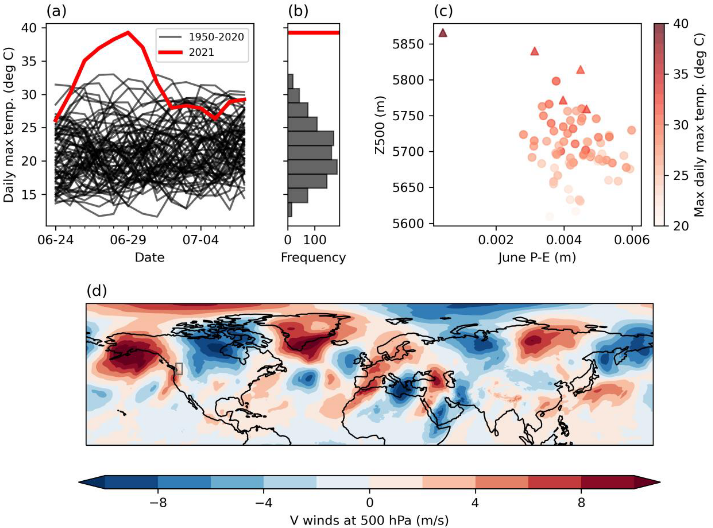 (a)
(b)
(c)
40
35
30
25
20
15
Daily max temp. (deg C)
1950-2020
2021
06-24
06-29
07-04
Date
0
100
Frequency
5850
5800
5750
5700
5650
5600
Z500 (m)
0.002
0.004
0.006
June P-E (m)
40
35
30
25
20
Max daily max temp. (deg C)
(d)
−8
−4
0
4
8
V winds at 500 hPa (m/s)